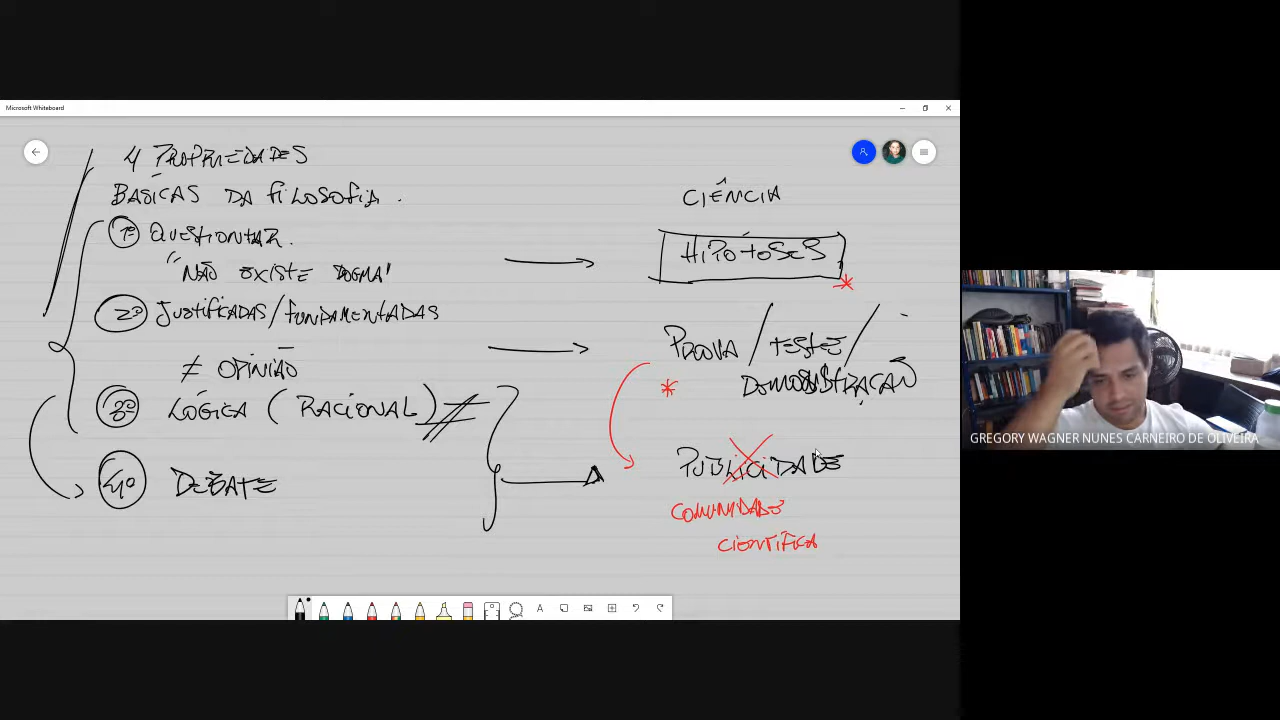 Microsoft Whiteboard
4 PROPRIEDADES
BÁSICAS DA FILOSOFIA.
1º QUESTIONAR.
"NÃO EXISTE DOGMA"
2º JUSTIFICADAS/FUNDAMENTADAS
≠ OPINIÃO
3º LÓGICA (RACIONAL)
4º DEBATE
CIÊNCIA
HIPÓTESES
*
PROVA / TESTES /
* DEMONSTRAÇÃO
PUBLICIDADE
COMUNIDADE
CIENTÍFICA
A
GREGORY WAGNER NUNES CARNEIRO DE OLIVEIRA